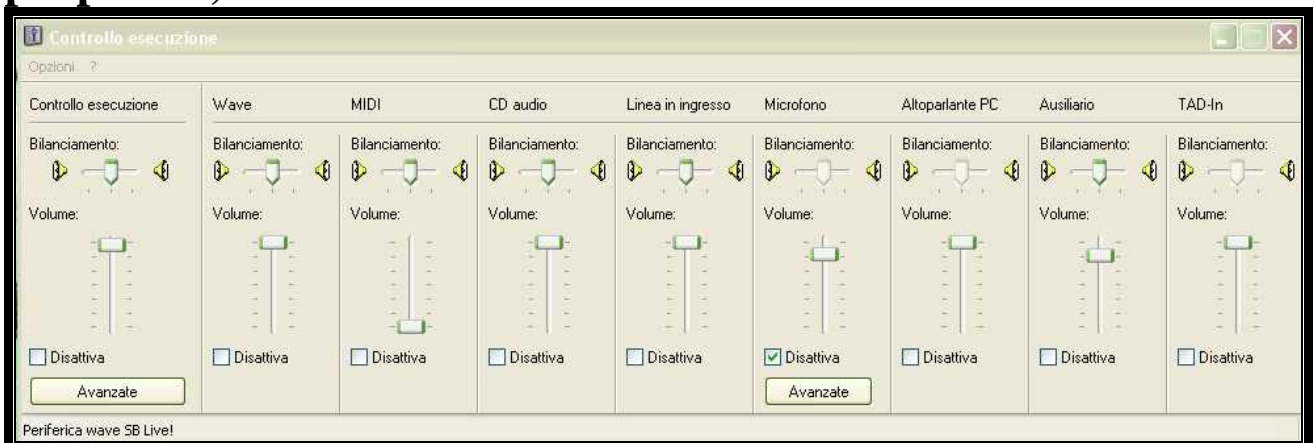 Controllo esecuzione
Opzioni ?
Controllo esecuzione Wave MIDI CD audio Linea in ingresso Microfono Altoparlante PC Ausiliario TAD-In
Bilanciamento: Bilanciamento: Bilanciamento: Bilanciamento: Bilanciamento: Bilanciamento: Bilanciamento: Bilanciamento: Bilanciamento:
Volume: Volume: Volume: Volume: Volume: Volume: Volume: Volume: Volume:
Disattiva Disattiva Disattiva Disattiva Disattiva Disattiva Disattiva Disattiva Disattiva
Avanzate Avanzate
Periferica wave SB Live!